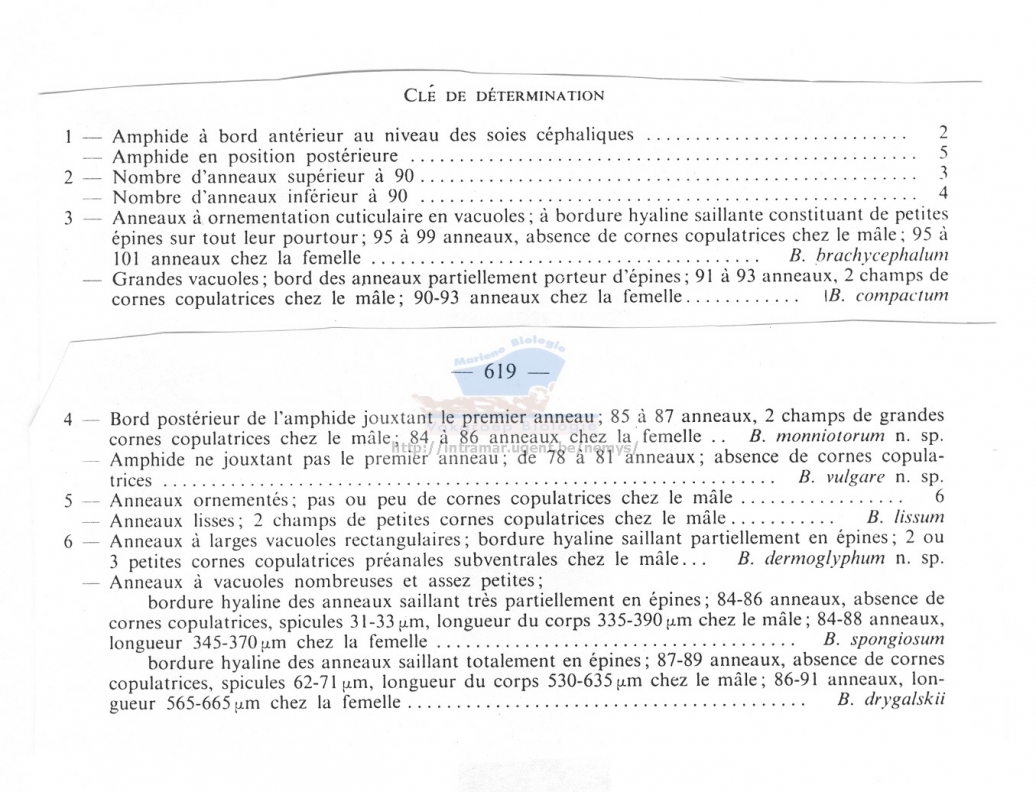 CLÉ DE DÉTERMINATION
1 — Amphide à bord antérieur au niveau des soies céphaliques ........................... 2
— Amphide en position postérieure .................................................... 5
2 — Nombre d'anneaux supérieur à 90 .................................................... 3
— Nombre d'anneaux inférieur à 90 .................................................... 4
3 — Anneaux à ornementation cuticulaire en vacuoles ; à bordure hyaline saillante constituant de petites
épines sur tout leur pourtour ; 95 à 99 anneaux, absence de cornes copulatrices chez le mâle ; 95 à
101 anneaux chez la femelle ....................................... B. brachycephalum
— Grandes vacuoles ; bord des anneaux partiellement porteur d'épines ; 91 à 93 anneaux, 2 champs de
cornes copulatrices chez le mâle ; 90-93 anneaux chez la femelle ............ B. compactum
Mariene Biologie
— 619 —
4 — Bord postérieur de l'amphide jouxtant le premier anneau ; 85 à 87 anneaux, 2 champs de grandes
Vakgroep Biologie
cornes copulatrices chez le mâle ; 84 à 86 anneaux chez la femelle .. B. monniotorum n. sp.
http://intramar.ugent.be/nemys/
— Amphide ne jouxtant pas le premier anneau ; de 78 à 81 anneaux ; absence de cornes copula-
trices ............................................................... B. vulgare n. sp.
5 — Anneaux ornementés ; pas ou peu de cornes copulatrices chez le mâle ................. 6
— Anneaux lisses ; 2 champs de petites cornes copulatrices chez le mâle ........... B. lissum
6 — Anneaux à larges vacuoles rectangulaires ; bordure hyaline saillant partiellement en épines ; 2 ou
3 petites cornes copulatrices préanales subventrales chez le mâle ... B. dermoglyphum n. sp.
— Anneaux à vacuoles nombreuses et assez petites ;
bordure hyaline des anneaux saillant très partiellement en épines ; 84-86 anneaux, absence de
cornes copulatrices, spicules 31-33 µm, longueur du corps 335-390 µm chez le mâle ; 84-88 anneaux,
longueur 345-370 µm chez la femelle ..................................... B. spongiosum
bordure hyaline des anneaux saillant totalement en épines ; 87-89 anneaux, absence de cornes
copulatrices, spicules 62-71 µm, longueur du corps 530-635 µm chez le mâle ; 86-91 anneaux, lon-
gueur 565-665 µm chez la femelle ......................................... B. drygalskii